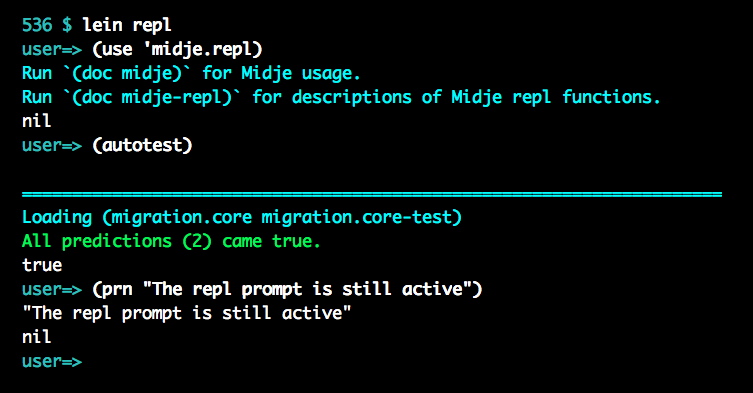 536 $ lein repl
user=> (use 'midje.repl)
Run `(doc midje)` for Midje usage.
Run `(doc midje-repl)` for descriptions of Midje repl functions.
nil
user=> (autotest)
======================================================================
Loading (migration.core migration.core-test)
All predictions (2) came true.
true
user=> (prn "The repl prompt is still active")
"The repl prompt is still active"
nil
user=>